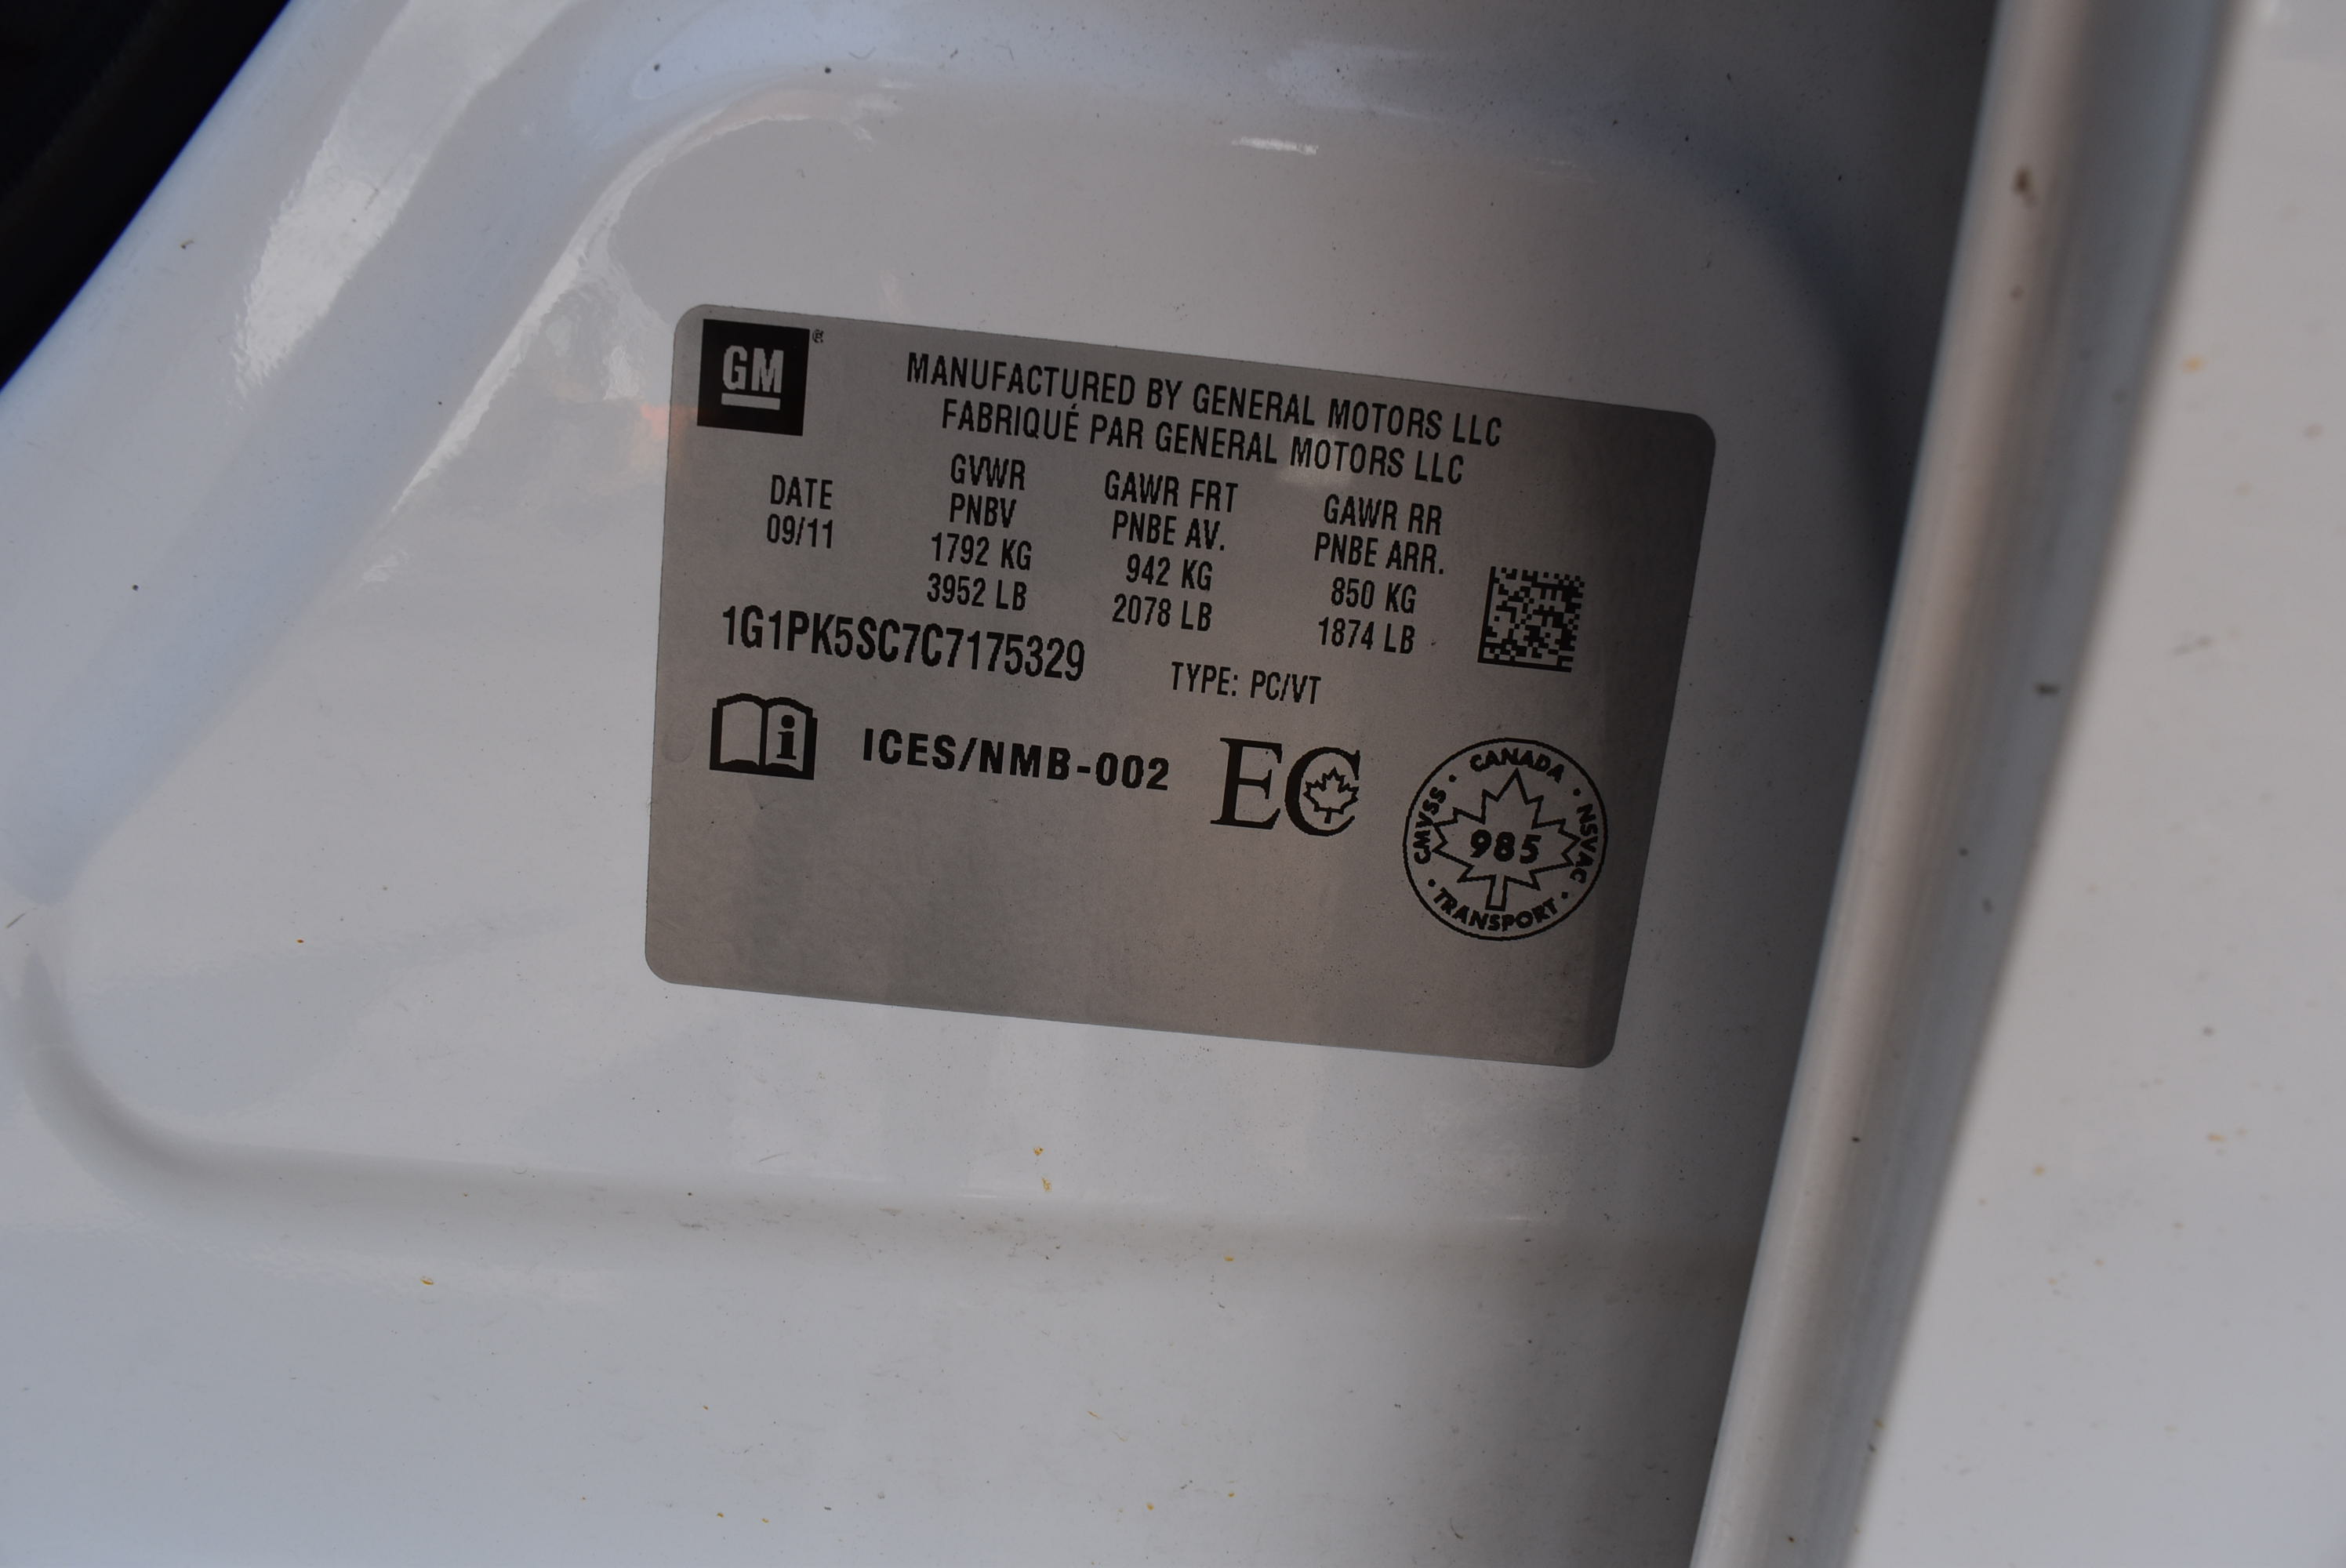 GM
®
MANUFACTURED BY GENERAL MOTORS LLC
FABRIQUÉ PAR GENERAL MOTORS LLC
DATE GVWR GAWR FRT GAWR RR
09/11 PNBV PNBE AV. PNBE ARR.
1792 KG 942 KG 850 KG
3952 LB 2078 LB 1874 LB
1G1PK5SC7C7175329 TYPE: PC/VT
i ICES/NMB-002 EC
CANADA · NSVAC · TRANSPORT · CMVSS ·
985